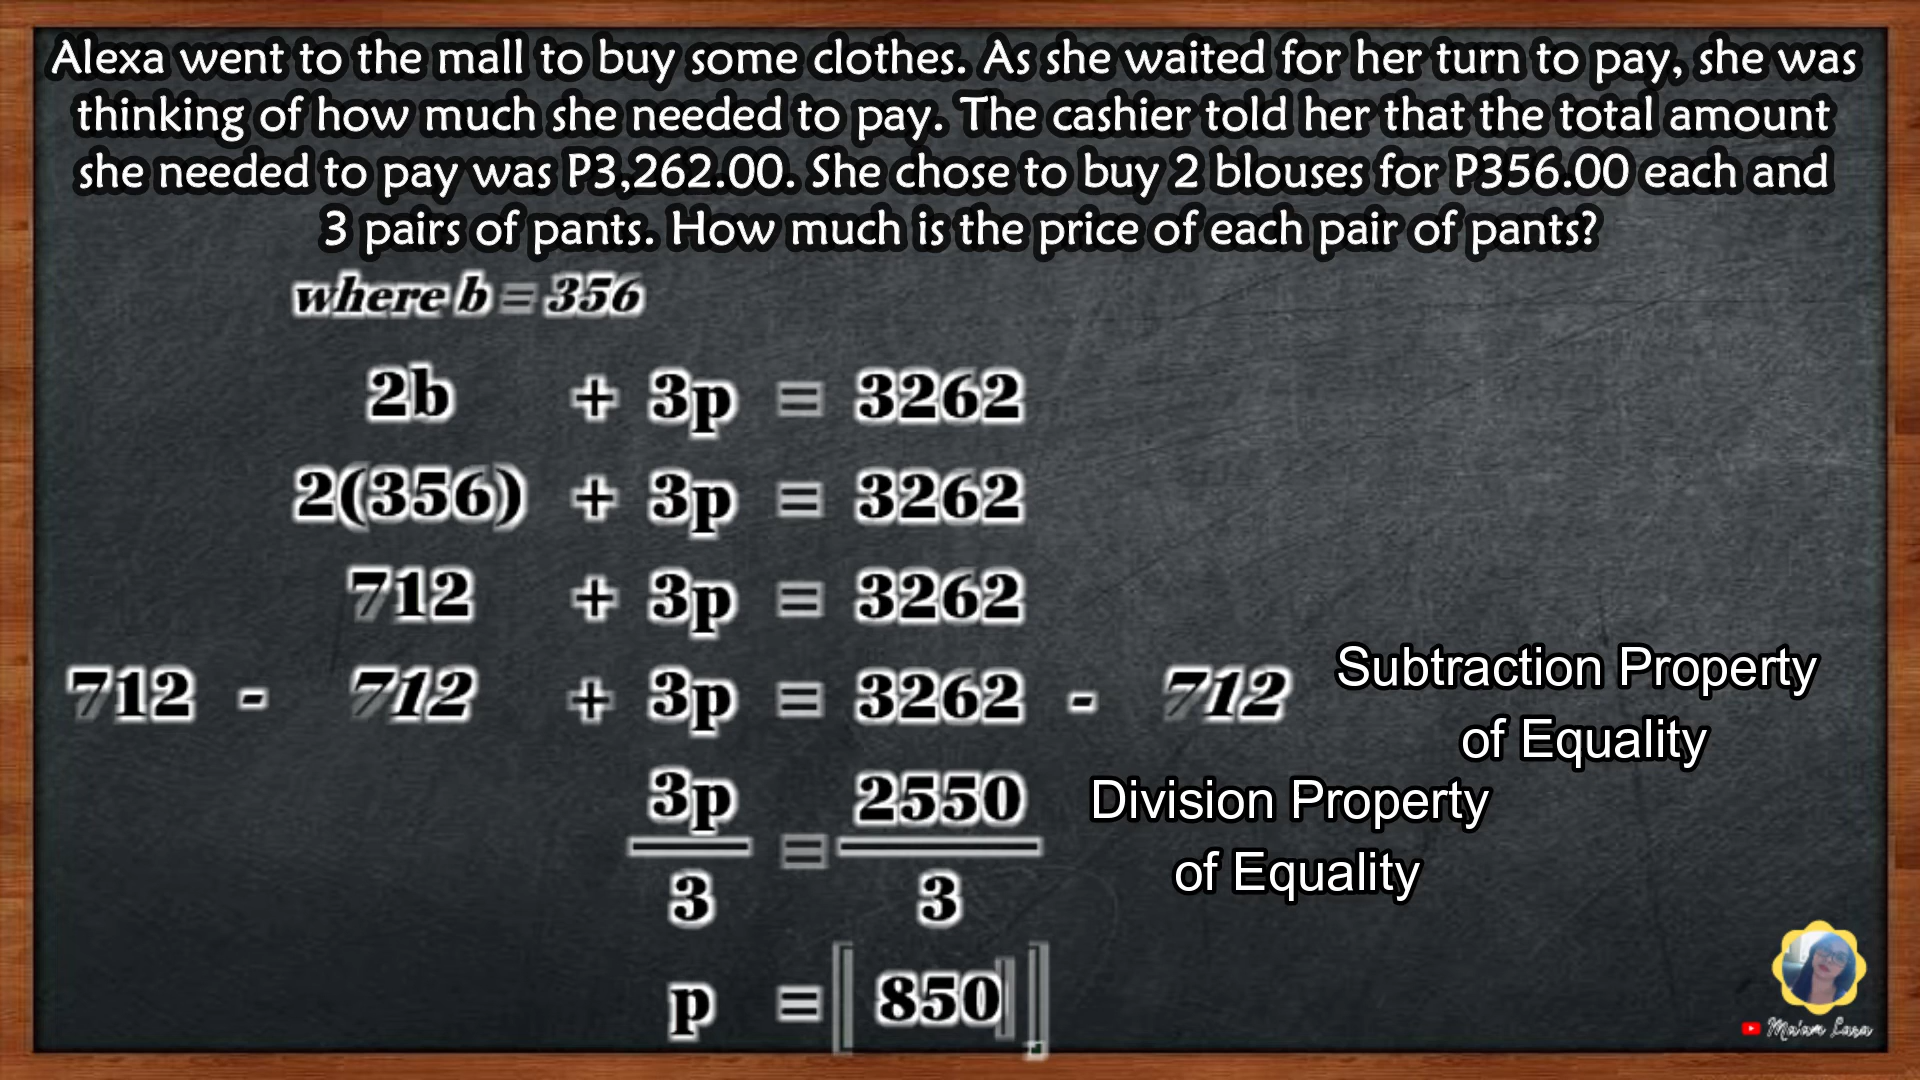 Alexa went to the mall to buy some clothes. As she waited for her turn to pay, she was
thinking of how much she needed to pay. The cashier told her that the total amount
she needed to pay was P3,262.00. She chose to buy 2 blouses for P356.00 each and
3 pairs of pants. How much is the price of each pair of pants?
where b = 356
2b + 3p = 3262
2(356) + 3p = 3262
712 + 3p = 3262
712 - 712 + 3p = 3262 - 712
Subtraction Property
of Equality
3p = 2550
3 3
Division Property
of Equality
p = 850
Ma'am Lasa